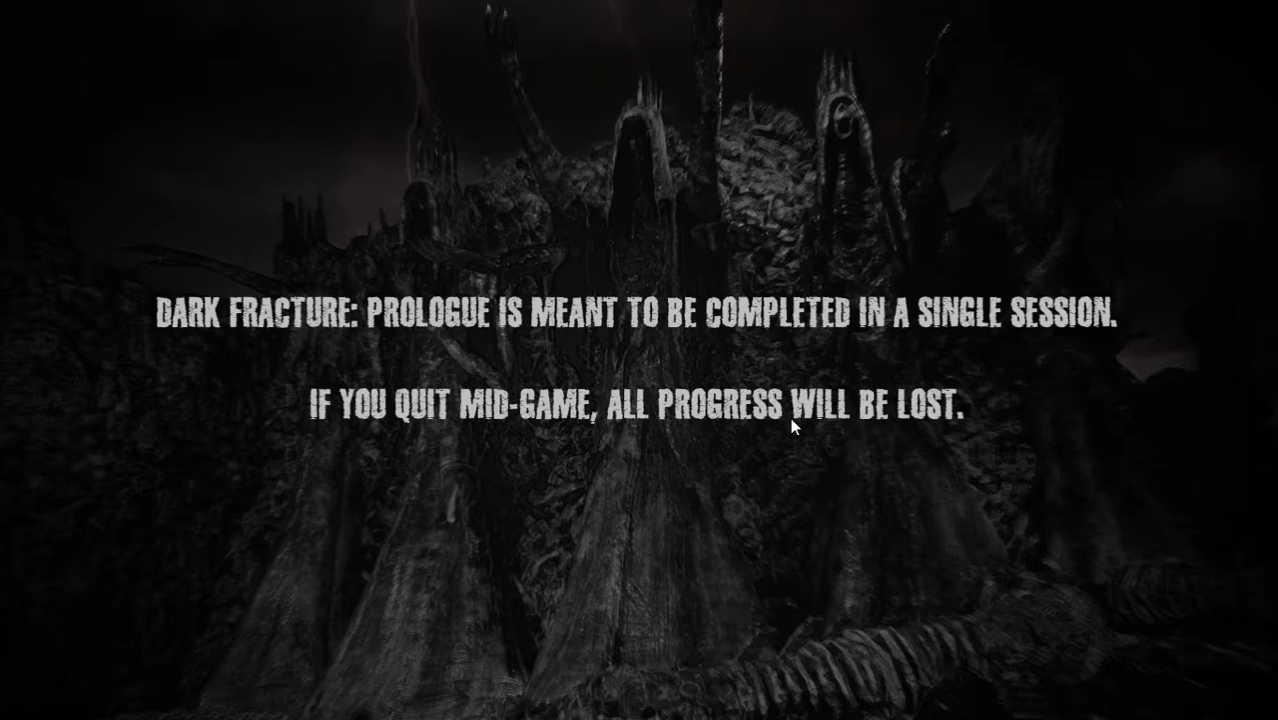 DARK FRACTURE: PROLOGUE IS MEANT TO BE COMPLETED IN A SINGLE SESSION.
IF YOU QUIT MID-GAME, ALL PROGRESS WILL BE LOST.